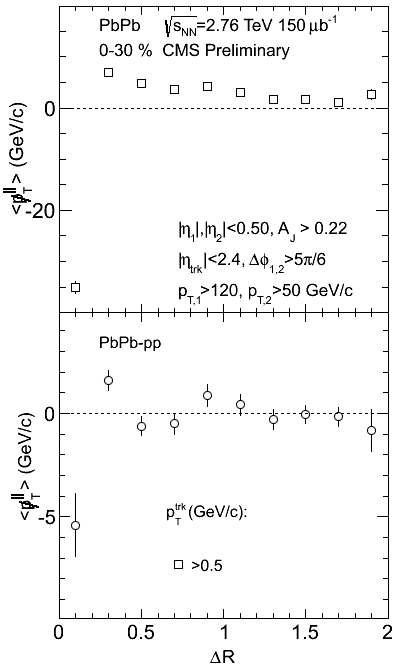 PbPb √sNN=2.76 TeV 150 μb⁻¹
0-30 % CMS Preliminary
0
-20
<p̸T‖> (GeV/c)
|η1|,|η2|<0.50, AJ > 0.22
|ηtrk|<2.4, Δϕ1,2>5π/6
pT,1>120, pT,2>50 GeV/c
PbPb-pp
0
-5
<p̸T‖> (GeV/c)
pTtrk(GeV/c):
>0.5
0 0.5 1 1.5 2
ΔR